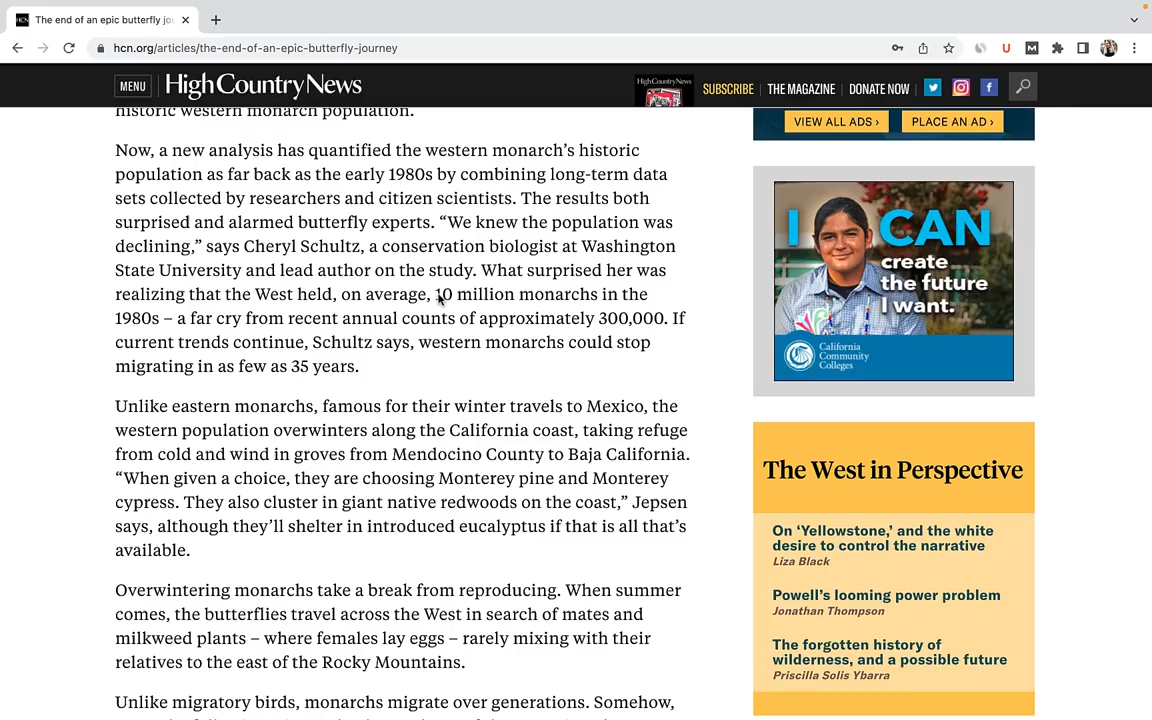 HCN
The end of an epic butterfly jo
hcn.org/articles/the-end-of-an-epic-butterfly-journey
U
M
MENU
High Country News
High Country News
SUBSCRIBE
THE MAGAZINE
DONATE NOW
historic western monarch population.
Now, a new analysis has quantified the western monarch’s historic
population as far back as the early 1980s by combining long-term data
sets collected by researchers and citizen scientists. The results both
surprised and alarmed butterfly experts. “We knew the population was
declining,” says Cheryl Schultz, a conservation biologist at Washington
State University and lead author on the study. What surprised her was
realizing that the West held, on average, 10 million monarchs in the
1980s – a far cry from recent annual counts of approximately 300,000. If
current trends continue, Schultz says, western monarchs could stop
migrating in as few as 35 years.
Unlike eastern monarchs, famous for their winter travels to Mexico, the
western population overwinters along the California coast, taking refuge
from cold and wind in groves from Mendocino County to Baja California.
“When given a choice, they are choosing Monterey pine and Monterey
cypress. They also cluster in giant native redwoods on the coast,” Jepsen
says, although they’ll shelter in introduced eucalyptus if that is all that’s
available.
Overwintering monarchs take a break from reproducing. When summer
comes, the butterflies travel across the West in search of mates and
milkweed plants – where females lay eggs – rarely mixing with their
relatives to the east of the Rocky Mountains.
Unlike migratory birds, monarchs migrate over generations. Somehow,
VIEW ALL ADS ›
PLACE AN AD ›
I CAN
create
the future
I want.
California
Community
Colleges
The West in Perspective
On ‘Yellowstone,’ and the white
desire to control the narrative
Liza Black
Powell’s looming power problem
Jonathan Thompson
The forgotten history of
wilderness, and a possible future
Priscilla Solis Ybarra